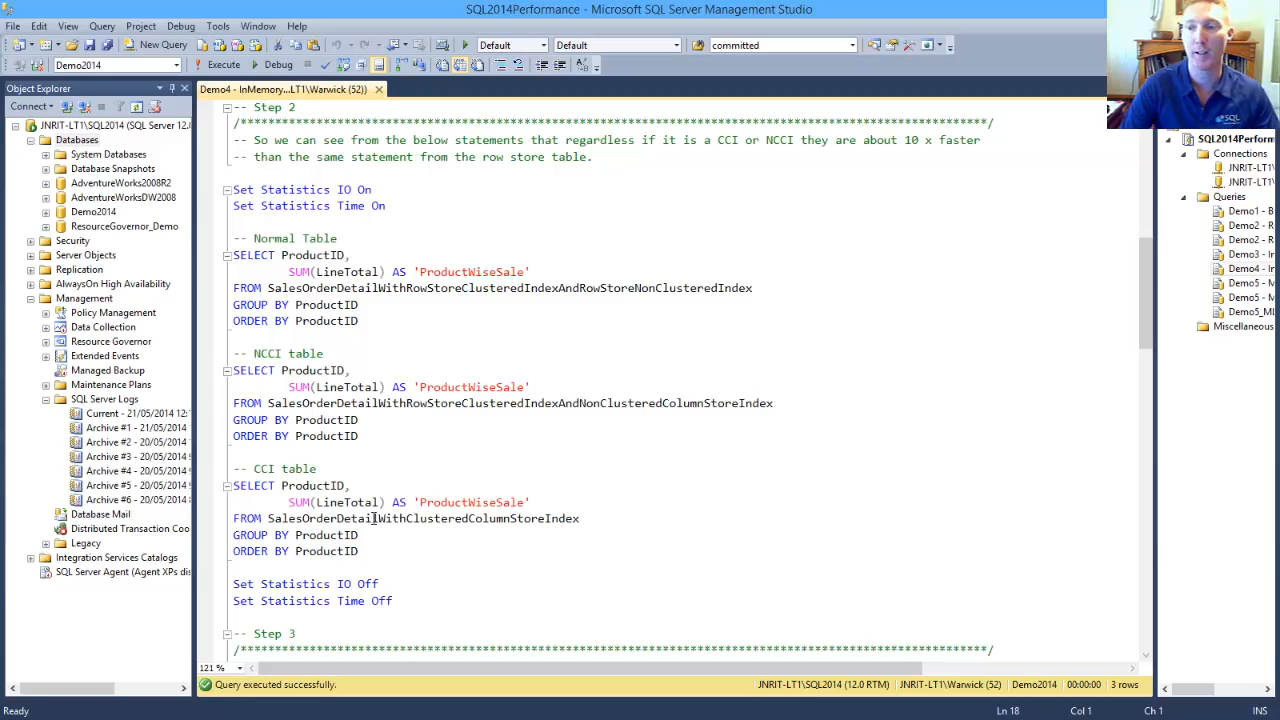 SQL2014Performance - Microsoft SQL Server Management Studio
File Edit View Query Project Debug Tools Window Help
New Query Default Default committed
Demo2014 Execute Debug
Object Explorer
Connect
JNRIT-LT1\SQL2014 (SQL Server 12.0
Databases
System Databases
Database Snapshots
AdventureWorks2008R2
AdventureWorksDW2008
Demo2014
ResourceGovernor_Demo
Security
Server Objects
Replication
AlwaysOn High Availability
Management
Policy Management
Data Collection
Resource Governor
Extended Events
Managed Backup
Maintenance Plans
SQL Server Logs
Current - 21/05/2014 12:
Archive #1 - 21/05/2014
Archive #2 - 20/05/2014
Archive #3 - 20/05/2014
Archive #4 - 20/05/2014
Archive #5 - 20/05/2014
Archive #6 - 20/05/2014
Database Mail
Distributed Transaction Coo
Legacy
Integration Services Catalogs
SQL Server Agent (Agent XPs dis
Demo4 - InMemory...LT1\Warwick (52))
-- Step 2
/*************************************************************************************************************/
-- So we can see from the below statements that regardless if it is a CCI or NCCI they are about 10 x faster
-- than the same statement from the row store table.
Set Statistics IO On
Set Statistics Time On
-- Normal Table
SELECT ProductID,
SUM(LineTotal) AS 'ProductWiseSale'
FROM SalesOrderDetailWithRowStoreClusteredIndexAndRowStoreNonClusteredIndex
GROUP BY ProductID
ORDER BY ProductID
-- NCCI table
SELECT ProductID,
SUM(LineTotal) AS 'ProductWiseSale'
FROM SalesOrderDetailWithRowStoreClusteredIndexAndNonClusteredColumnStoreIndex
GROUP BY ProductID
ORDER BY ProductID
-- CCI table
SELECT ProductID,
SUM(LineTotal) AS 'ProductWiseSale'
FROM SalesOrderDetailWithClusteredColumnStoreIndex
GROUP BY ProductID
ORDER BY ProductID
Set Statistics IO Off
Set Statistics Time Off
-- Step 3
/*************************************************************************************************************/
121 %
Query executed successfully. JNRIT-LT1\SQL2014 (12.0 RTM) JNRIT-LT1\Warwick (52) Demo2014 00:00:00 3 rows
Ready Ln 18 Col 1 Ch 1 INS
SQL
SQL2014Perform
Connections
JNRIT-LT1\
JNRIT-LT1\
Queries
Demo1 - B
Demo2 - R
Demo2 - R
Demo3 - I
Demo4 - I
Demo5 - M
Demo5 - M
Demo5_ML
Miscellaneous